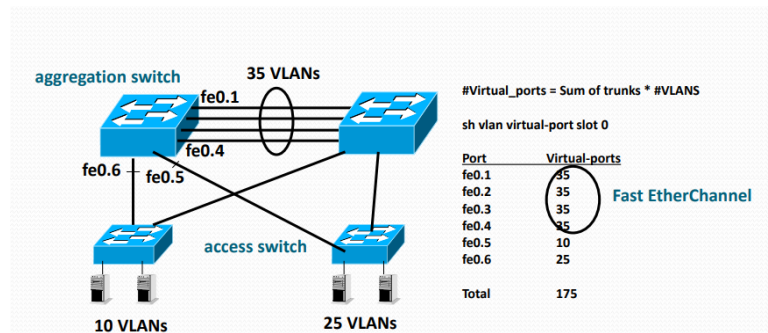 aggregation switch
35 VLANs
fe0.1
fe0.4
fe0.6
fe0.5
access switch
10 VLANs
25 VLANs
#Virtual_ports = Sum of trunks * #VLANS
sh vlan virtual-port slot 0
Port Virtual-ports
fe0.1 35
fe0.2 35
fe0.3 35
fe0.4 35
fe0.5 10
fe0.6 25
Total 175
Fast EtherChannel